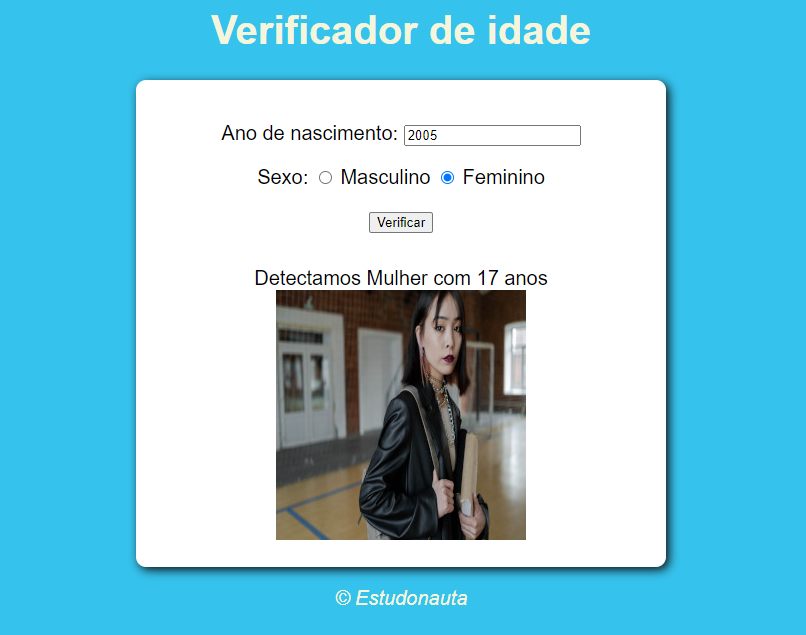 Verificador de idade
Ano de nascimento: 2005
Sexo: Masculino Feminino
Verificar
Detectamos Mulher com 17 anos
© Estudonauta